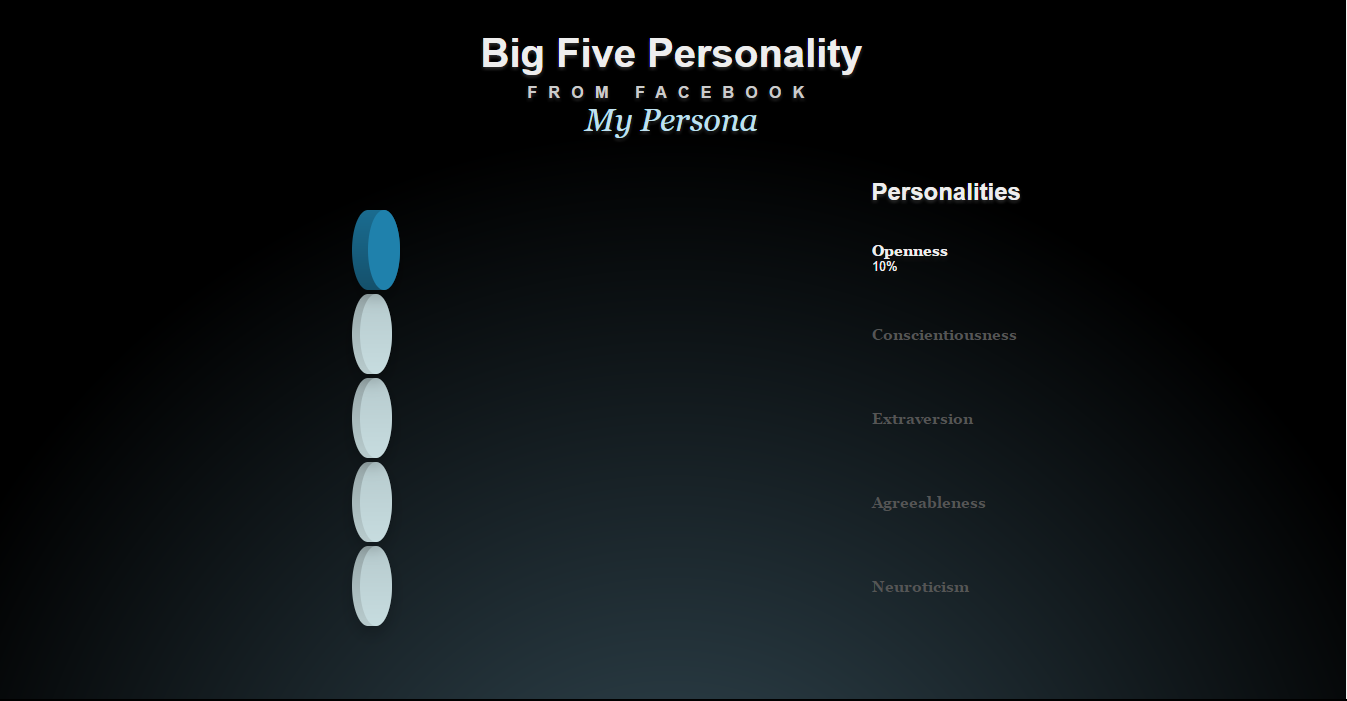 Big Five Personality
FROM FACEBOOK
My Persona
Personalities
Openness
10%
Conscientiousness
Extraversion
Agreeableness
Neuroticism